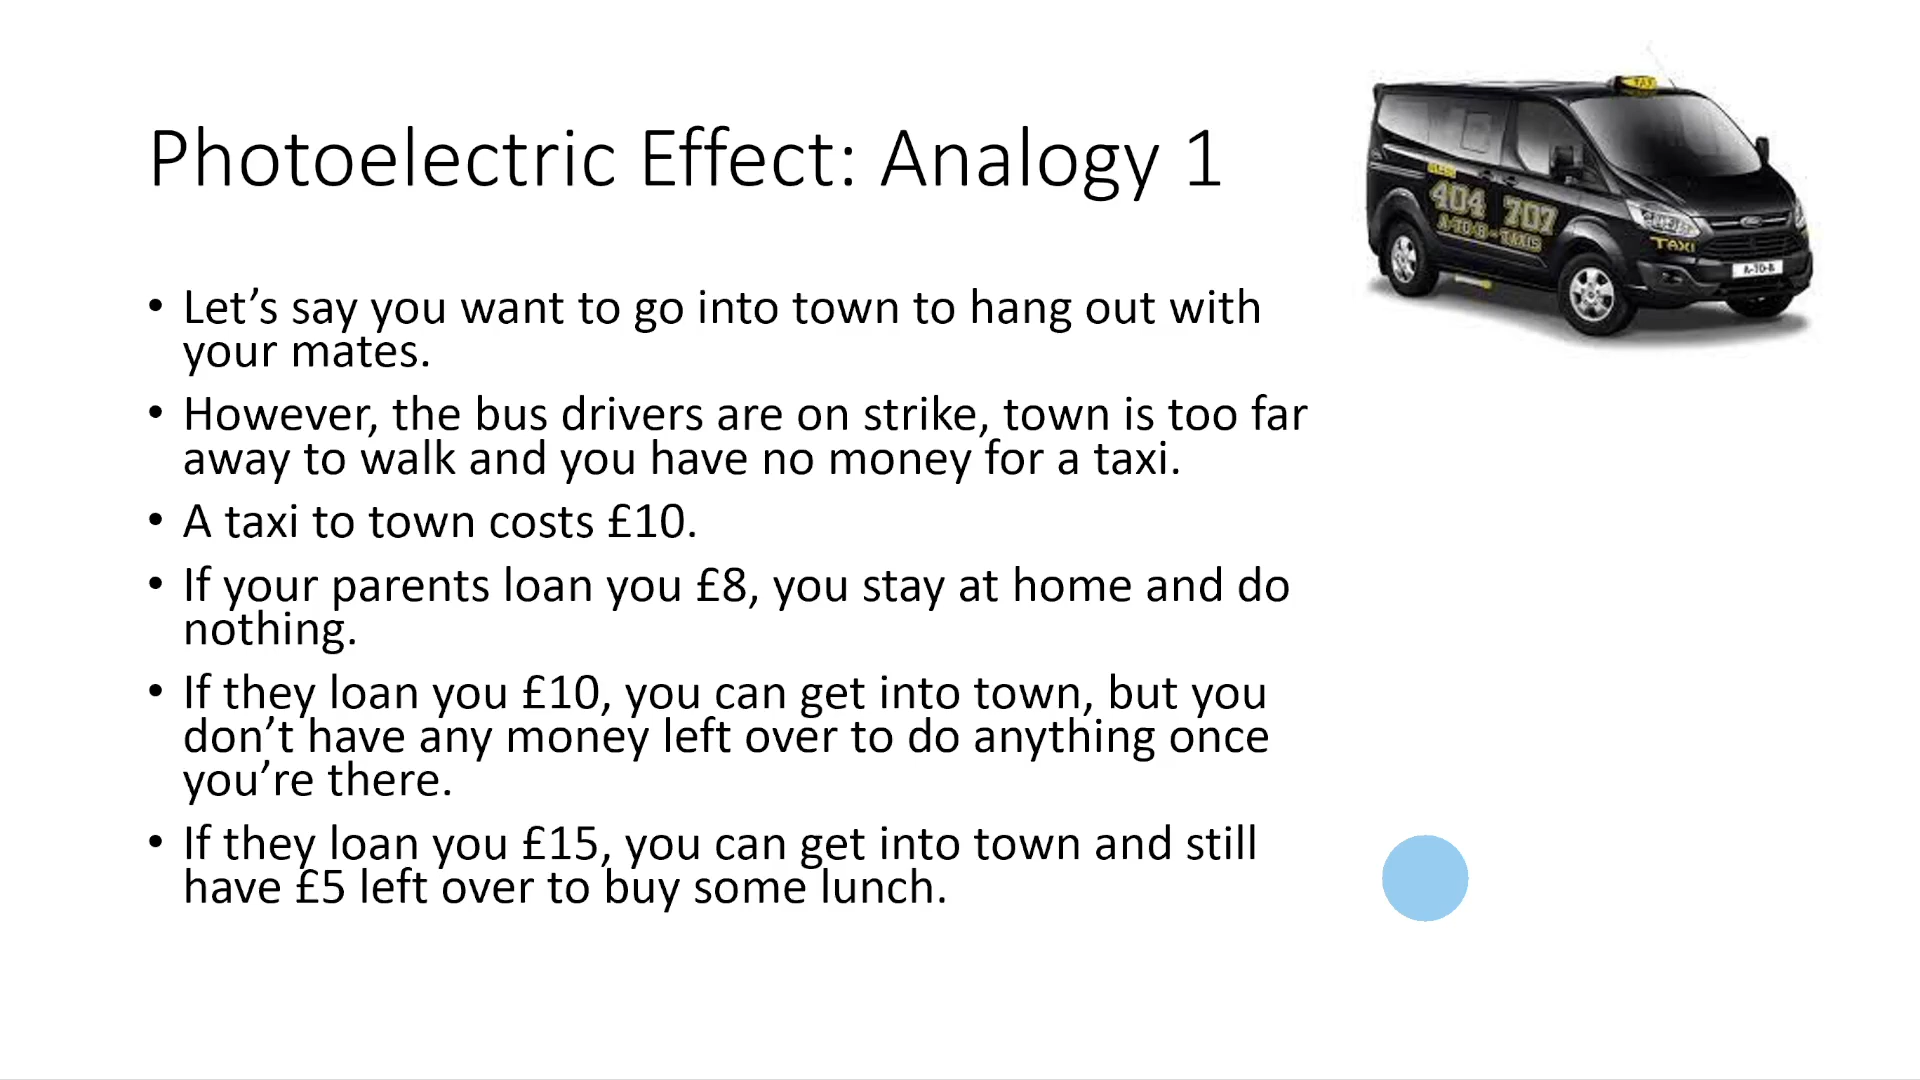 Photoelectric Effect: Analogy 1
TAXI
404 707
A-TO-B-TAXIS
TAXI
A-TO-B
• Let’s say you want to go into town to hang out with
your mates.
• However, the bus drivers are on strike, town is too far
away to walk and you have no money for a taxi.
• A taxi to town costs £10.
• If your parents loan you £8, you stay at home and do
nothing.
• If they loan you £10, you can get into town, but you
don’t have any money left over to do anything once
you’re there.
• If they loan you £15, you can get into town and still
have £5 left over to buy some lunch.